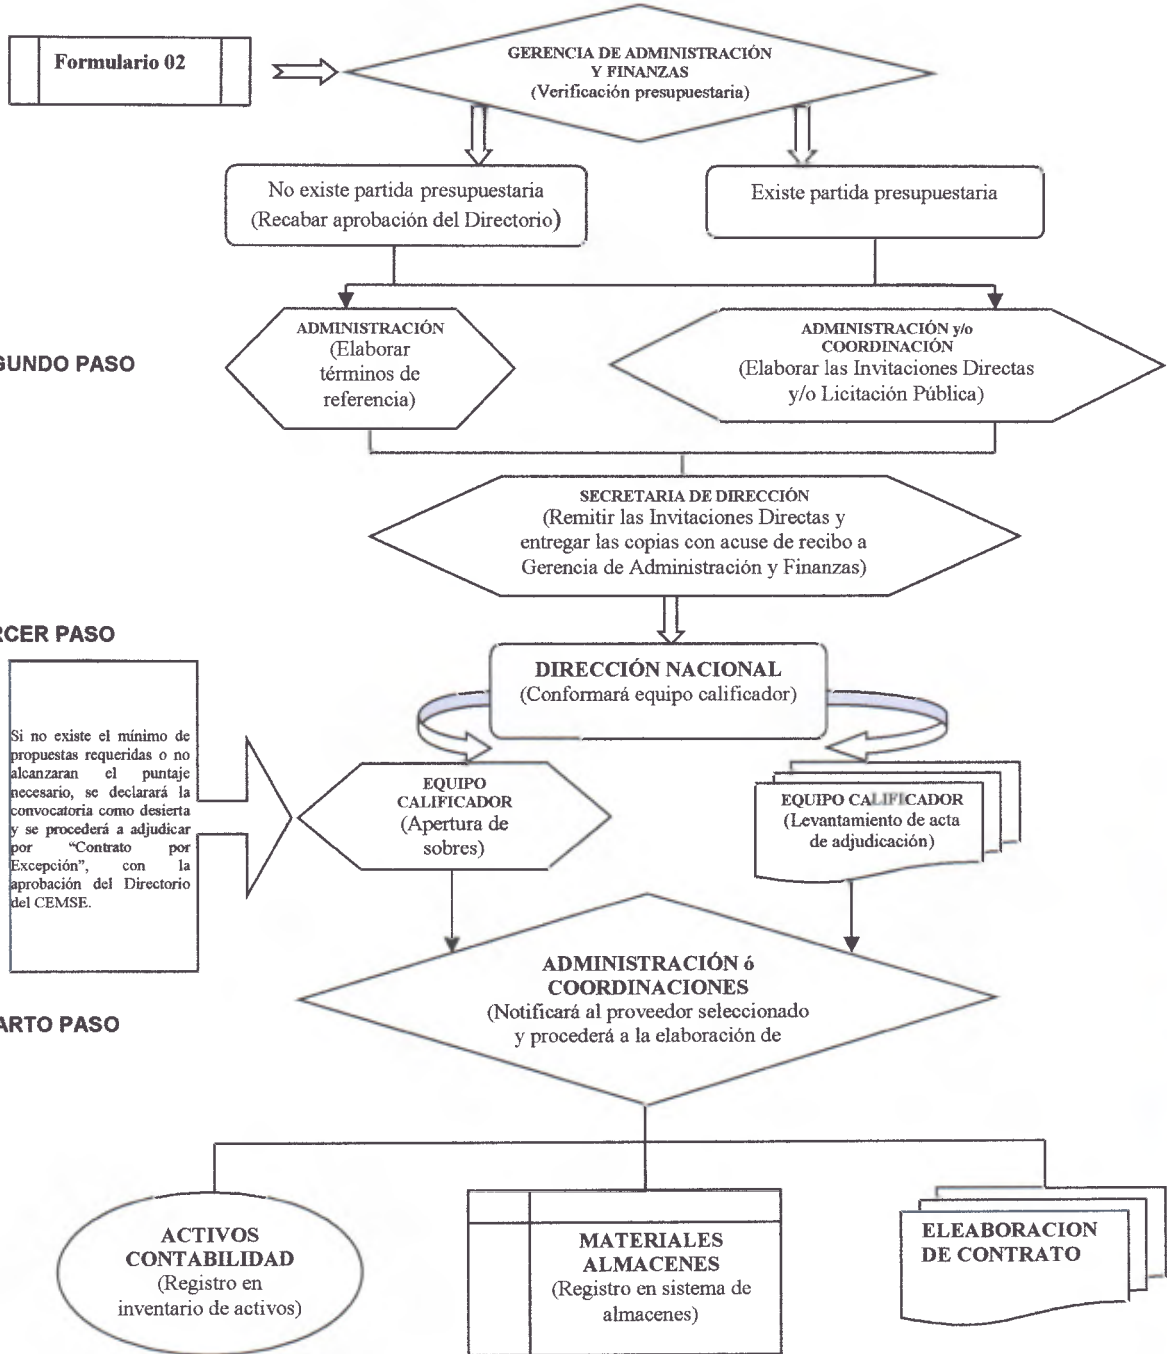 Formulario 02
GERENCIA DE ADMINISTRACIÓN
Y FINANZAS
(Verificación presupuestaria)
No existe partida presupuestaria
(Recabar aprobación del Directorio)
Existe partida presupuestaria
GUNDO PASO
ADMINISTRACIÓN
(Elaborar
términos de
referencia)
ADMINISTRACIÓN y/o
COORDINACIÓN
(Elaborar las Invitaciones Directas
y/o Licitación Pública)
SECRETARIA DE DIRECCIÓN
(Remitir las Invitaciones Directas y
entregar las copias con acuse de recibo a
Gerencia de Administración y Finanzas)
RCER PASO
DIRECCIÓN NACIONAL
(Conformará equipo calificador)
Si no existe el mínimo de
propuestas requeridas o no
alcanzaran el puntaje
necesario, se declarará la
convocatoria como desierta
y se procederá a adjudicar
por “Contrato por
Excepción”, con la
aprobación del Directorio
del CEMSE.
EQUIPO
CALIFICADOR
(Apertura de
sobres)
EQUIPO CALIFICADOR
(Levantamiento de acta
de adjudicación)
ADMINISTRACIÓN ó
COORDINACIONES
(Notificará al proveedor seleccionado
y procederá a la elaboración de
ARTO PASO
ACTIVOS
CONTABILIDAD
(Registro en
inventario de activos)
MATERIALES
ALMACENES
(Registro en sistema de
almacenes)
ELEABORACION
DE CONTRATO